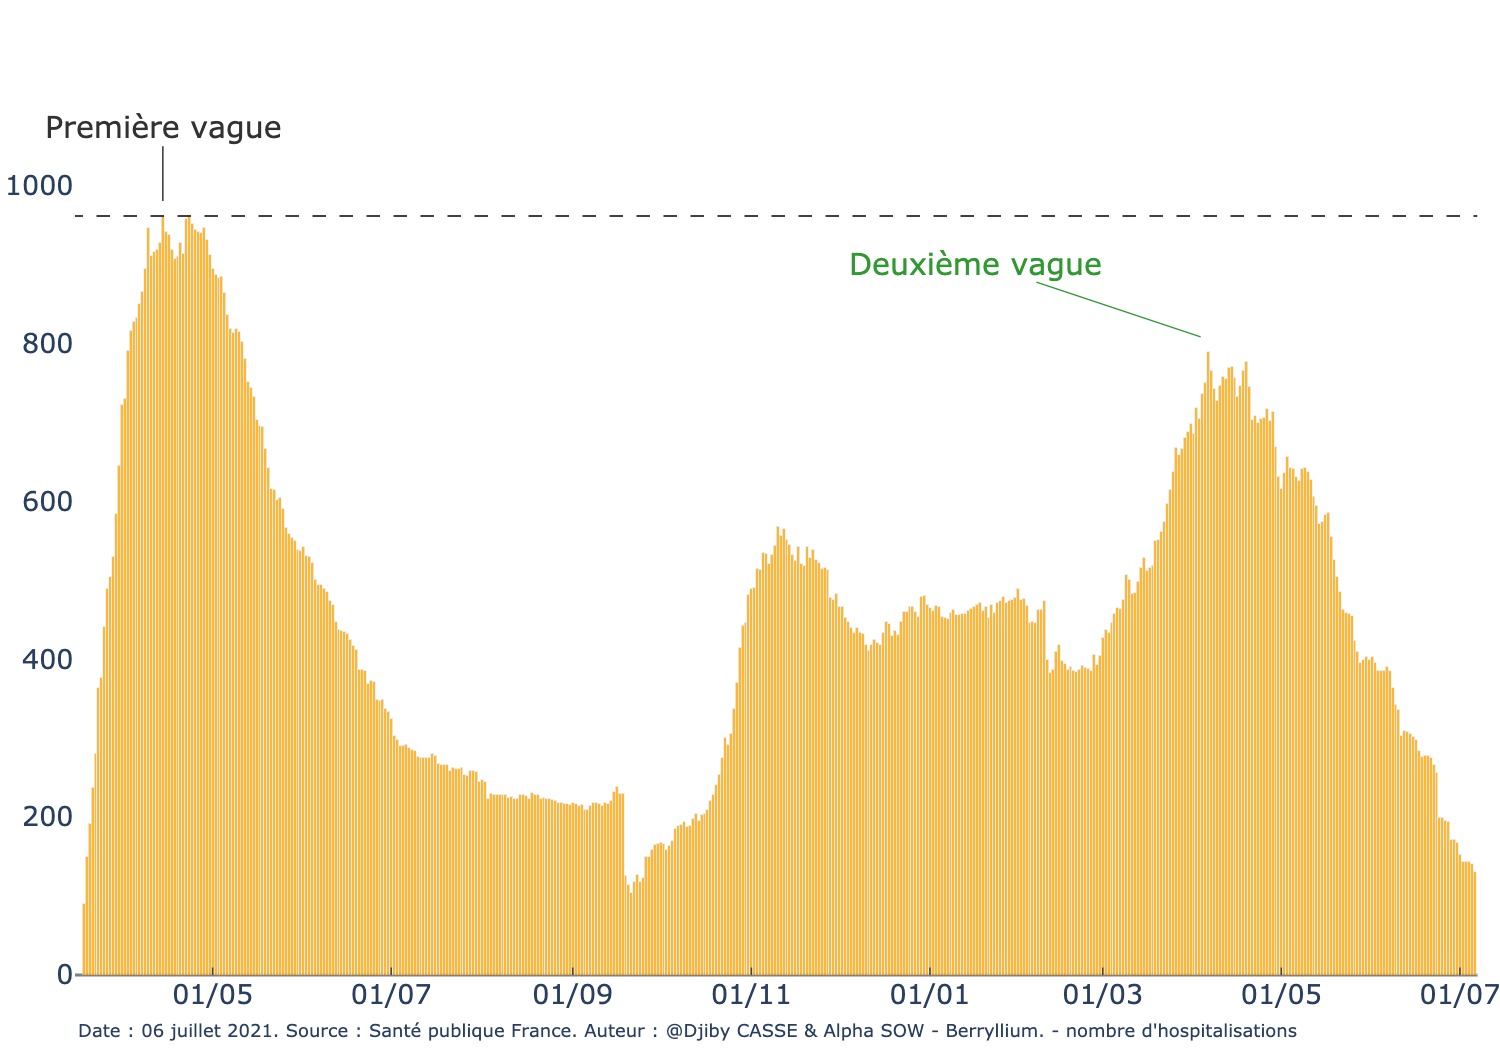 Première vague
1000
Deuxième vague
800
600
400
200
0
01/05 01/07 01/09 01/11 01/01 01/03 01/05 01/07
Date : 06 juillet 2021. Source : Santé publique France. Auteur : @Djiby CASSE & Alpha SOW - Berryllium. - nombre d'hospitalisations